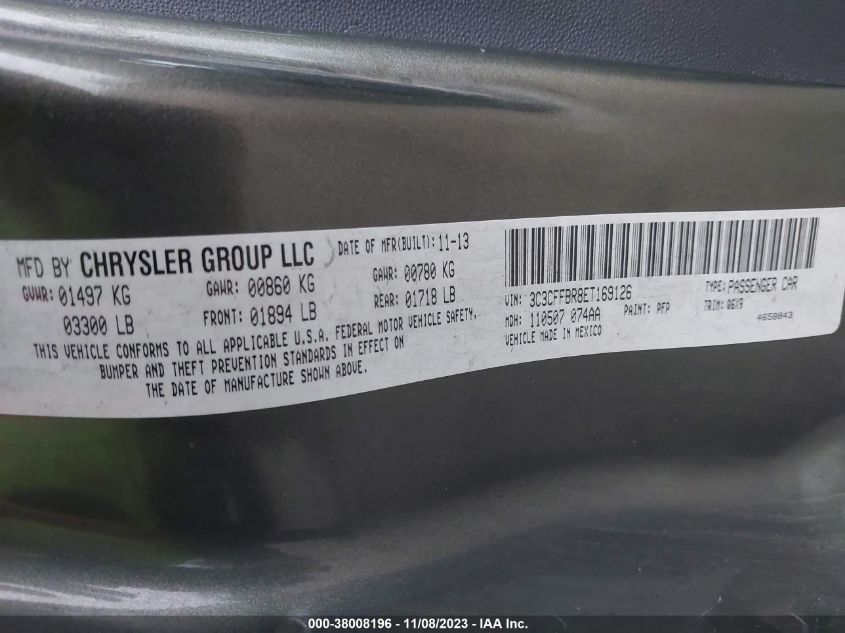 MFD BY CHRYSLER GROUP LLC DATE OF MFR(BUILT): 11-13
GVWR: 01497 KG GAWR: 00860 KG GAWR: 00780 KG
03300 LB FRONT: 01894 LB REAR: 01718 LB
THIS VEHICLE CONFORMS TO ALL APPLICABLE U.S.A. FEDERAL MOTOR VEHICLE SAFETY,
BUMPER AND THEFT PREVENTION STANDARDS IN EFFECT ON
THE DATE OF MANUFACTURE SHOWN ABOVE.
VIN: 3C3CFFBR8ET169126 TYPE: PASSENGER CAR
MDH: 110507 074AA PAINT: PFP TRIM: A6X9
VEHICLE MADE IN MEXICO 4658843
000-38008196 - 11/08/2023 - IAA Inc.